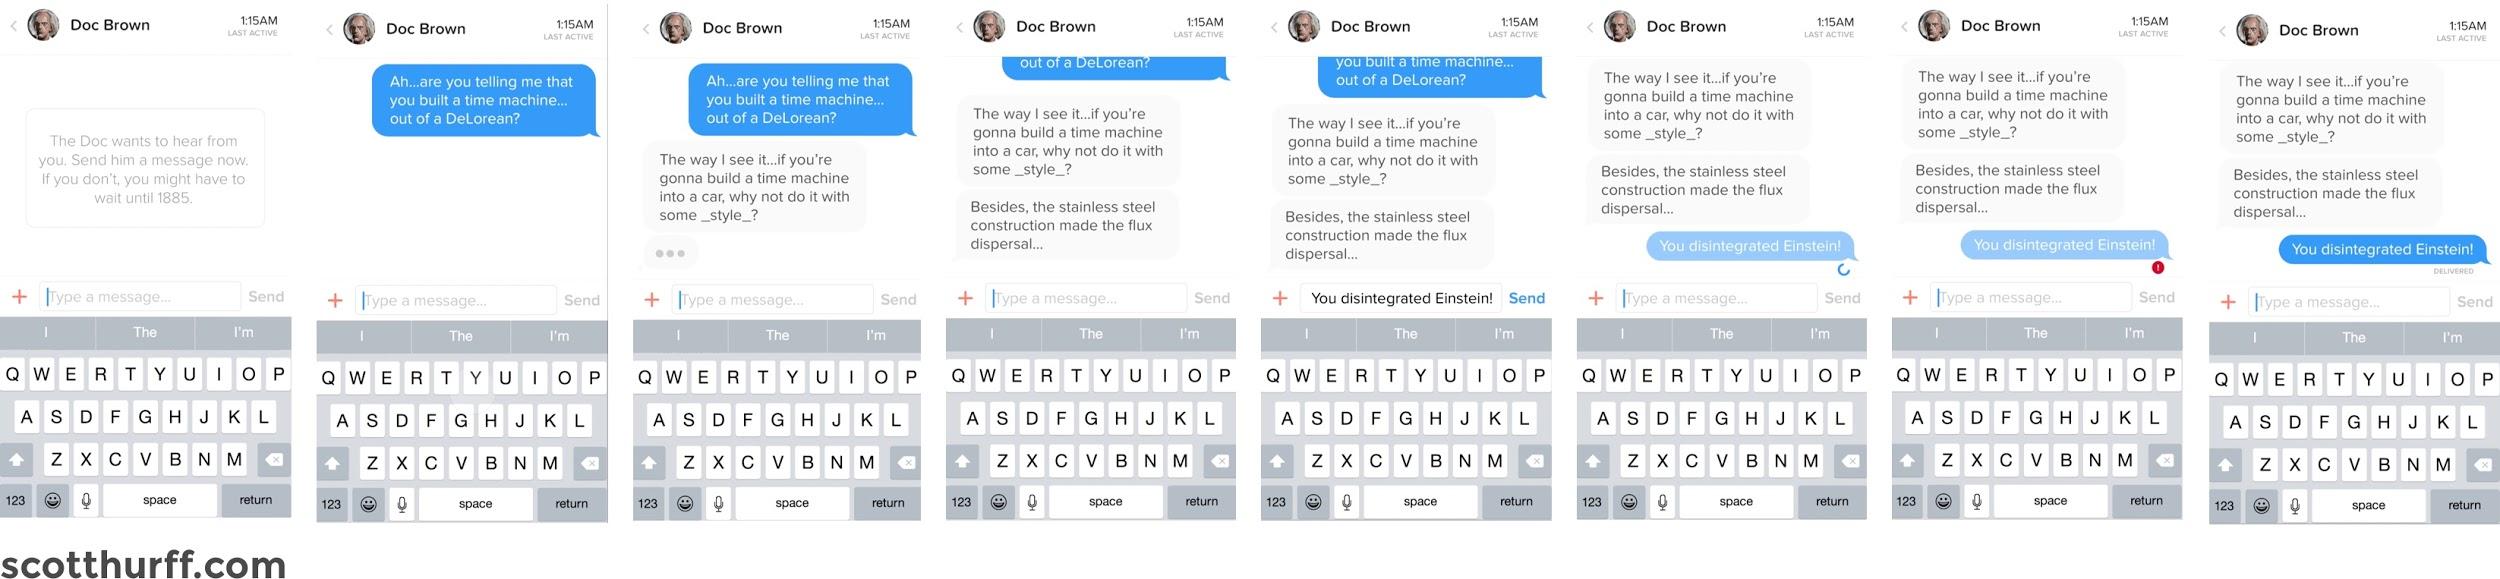 Doc Brown
1:15AM
LAST ACTIVE
The Doc wants to hear from
you. Send him a message now.
If you don't, you might have to
wait until 1885.
Type a message... Send
I The I'm
Q W E R T Y U I O P
A S D F G H J K L
Z X C V B N M
123 space return
Doc Brown
1:15AM
LAST ACTIVE
Ah...are you telling me that
you built a time machine...
out of a DeLorean?
Type a message... Send
I The I'm
Q W E R T Y U I O P
A S D F G H J K L
Z X C V B N M
123 space return
Doc Brown
1:15AM
LAST ACTIVE
Ah...are you telling me that
you built a time machine...
out of a DeLorean?
The way I see it...if you're
gonna build a time machine
into a car, why not do it with
some _style_?
Type a message... Send
I The I'm
Q W E R T Y U I O P
A S D F G H J K L
Z X C V B N M
123 space return
Doc Brown
1:15AM
LAST ACTIVE
out of a DeLorean?
The way I see it...if you're
gonna build a time machine
into a car, why not do it with
some _style_?
Besides, the stainless steel
construction made the flux
dispersal...
Type a message... Send
I The I'm
Q W E R T Y U I O P
A S D F G H J K L
Z X C V B N M
123 space return
Doc Brown
1:15AM
LAST ACTIVE
you built a time machine...
out of a DeLorean?
The way I see it...if you're
gonna build a time machine
into a car, why not do it with
some _style_?
Besides, the stainless steel
construction made the flux
dispersal...
You disintegrated Einstein! Send
I The I'm
Q W E R T Y U I O P
A S D F G H J K L
Z X C V B N M
123 space return
Doc Brown
1:15AM
LAST ACTIVE
The way I see it...if you're
gonna build a time machine
into a car, why not do it with
some _style_?
Besides, the stainless steel
construction made the flux
dispersal...
You disintegrated Einstein!
Type a message... Send
I The I'm
Q W E R T Y U I O P
A S D F G H J K L
Z X C V B N M
123 space return
Doc Brown
1:15AM
LAST ACTIVE
The way I see it...if you're
gonna build a time machine
into a car, why not do it with
some _style_?
Besides, the stainless steel
construction made the flux
dispersal...
You disintegrated Einstein!
!
Type a message... Send
I The I'm
Q W E R T Y U I O P
A S D F G H J K L
Z X C V B N M
123 space return
Doc Brown
1:15AM
LAST ACTIVE
The way I see it...if you're
gonna build a time machine
into a car, why not do it with
some _style_?
Besides, the stainless steel
construction made the flux
dispersal...
You disintegrated Einstein!
DELIVERED
Type a message... Send
I The I'm
Q W E R T Y U I O P
A S D F G H J K L
Z X C V B N M
123 space return
scotthurff.com